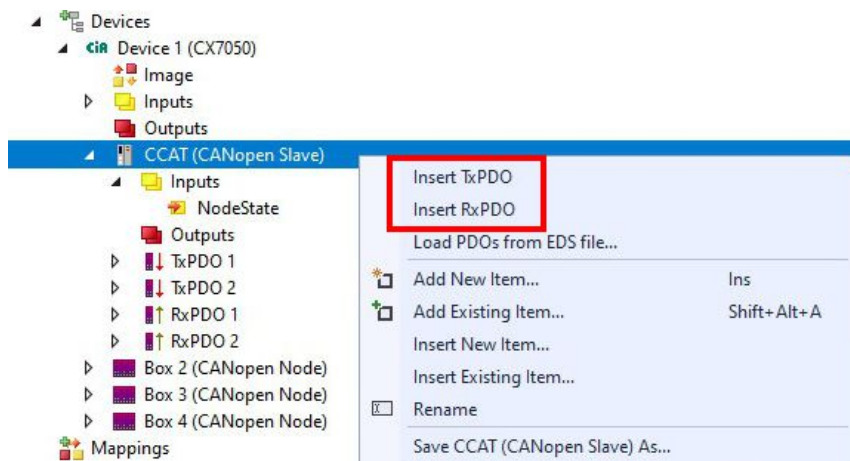 Devices
CiA Device 1 (CX7050)
Image
Inputs
Outputs
CCAT (CANopen Slave)
Inputs
NodeState
Outputs
TxPDO 1
TxPDO 2
RxPDO 1
RxPDO 2
Box 2 (CANopen Node)
Box 3 (CANopen Node)
Box 4 (CANopen Node)
Mappings
Insert TxPDO
Insert RxPDO
Load PDOs from EDS file...
Add New Item... Ins
Add Existing Item... Shift+Alt+A
Insert New Item...
Insert Existing Item...
Rename
Save CCAT (CANopen Slave) As...